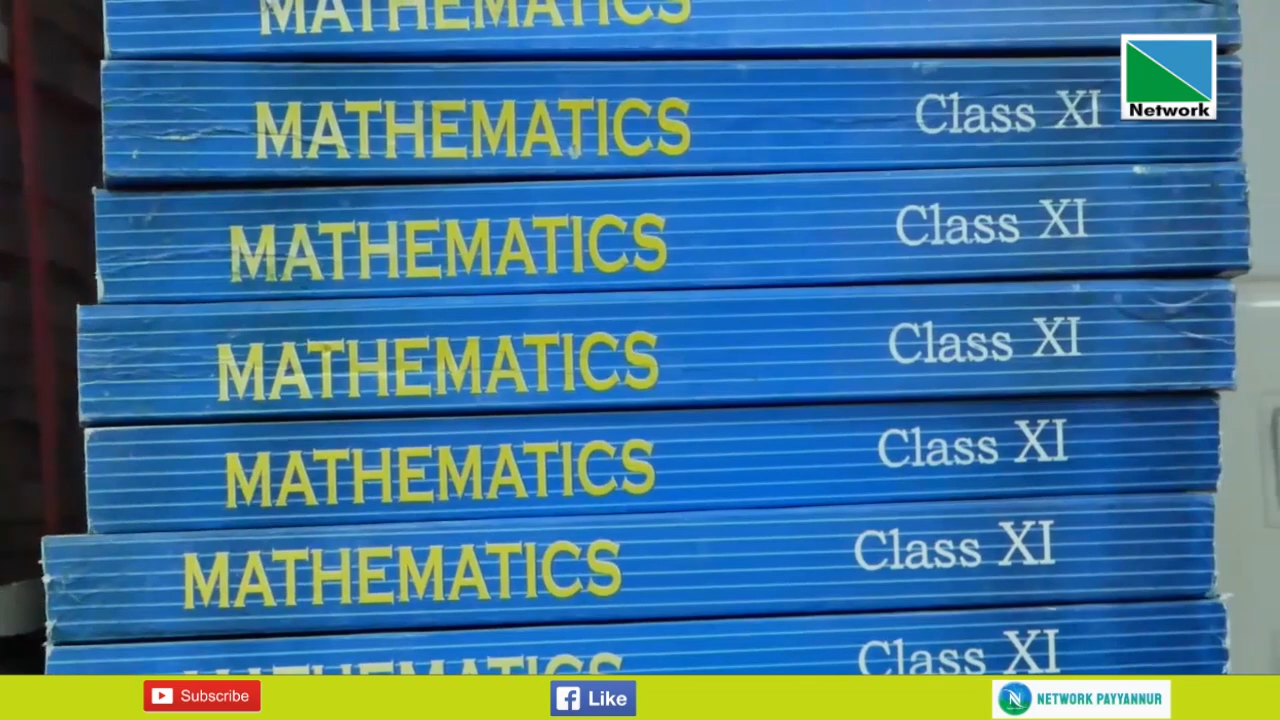 MATHEMATICS
MATHEMATICS Class XI
Network
MATHEMATICS Class XI
MATHEMATICS Class XI
MATHEMATICS Class XI
MATHEMATICS Class XI
MATHEMATICS Class XI
Subscribe
Like
NETWORK PAYYANNUR